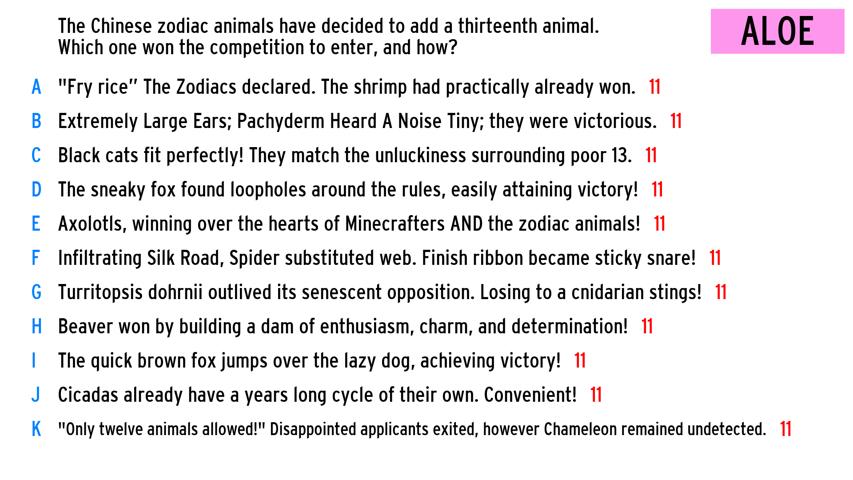 The Chinese zodiac animals have decided to add a thirteenth animal.
Which one won the competition to enter, and how?
ALOE
A "Fry rice” The Zodiacs declared. The shrimp had practically already won. 11
B Extremely Large Ears; Pachyderm Heard A Noise Tiny; they were victorious. 11
C Black cats fit perfectly! They match the unluckiness surrounding poor 13. 11
D The sneaky fox found loopholes around the rules, easily attaining victory! 11
E Axolotls, winning over the hearts of Minecrafters AND the zodiac animals! 11
F Infiltrating Silk Road, Spider substituted web. Finish ribbon became sticky snare! 11
G Turritopsis dohrnii outlived its senescent opposition. Losing to a cnidarian stings! 11
H Beaver won by building a dam of enthusiasm, charm, and determination! 11
I The quick brown fox jumps over the lazy dog, achieving victory! 11
J Cicadas already have a years long cycle of their own. Convenient! 11
K "Only twelve animals allowed!" Disappointed applicants exited, however Chameleon remained undetected. 11